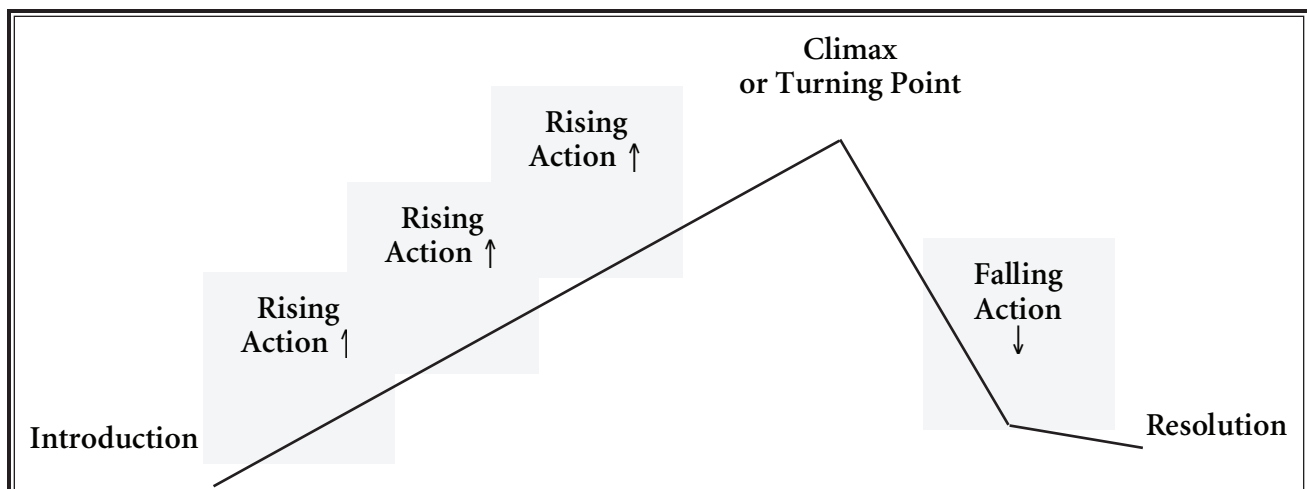 Climax
or Turning Point
Rising
Action ↑
Rising
Action ↑
Rising
Action ↑
Falling
Action
↓
Introduction
Resolution